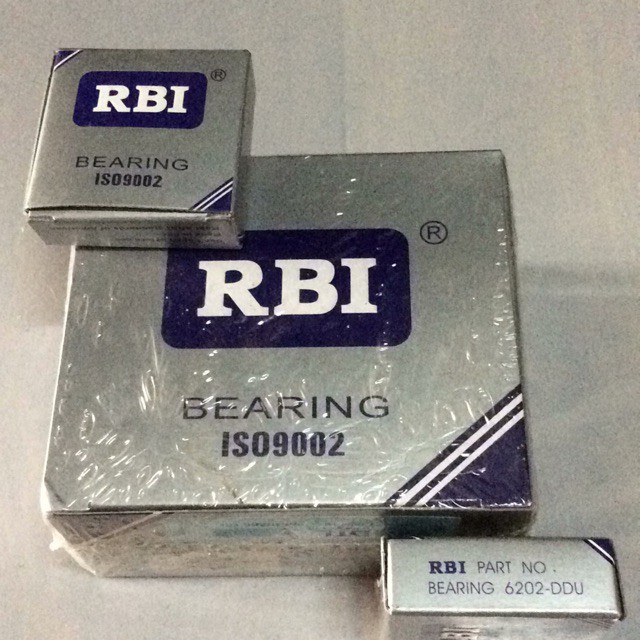 RBI ®
BEARING
ISO9002
RBI ®
BEARING
ISO9002
RBI PART NO.
BEARING 6202-DDU